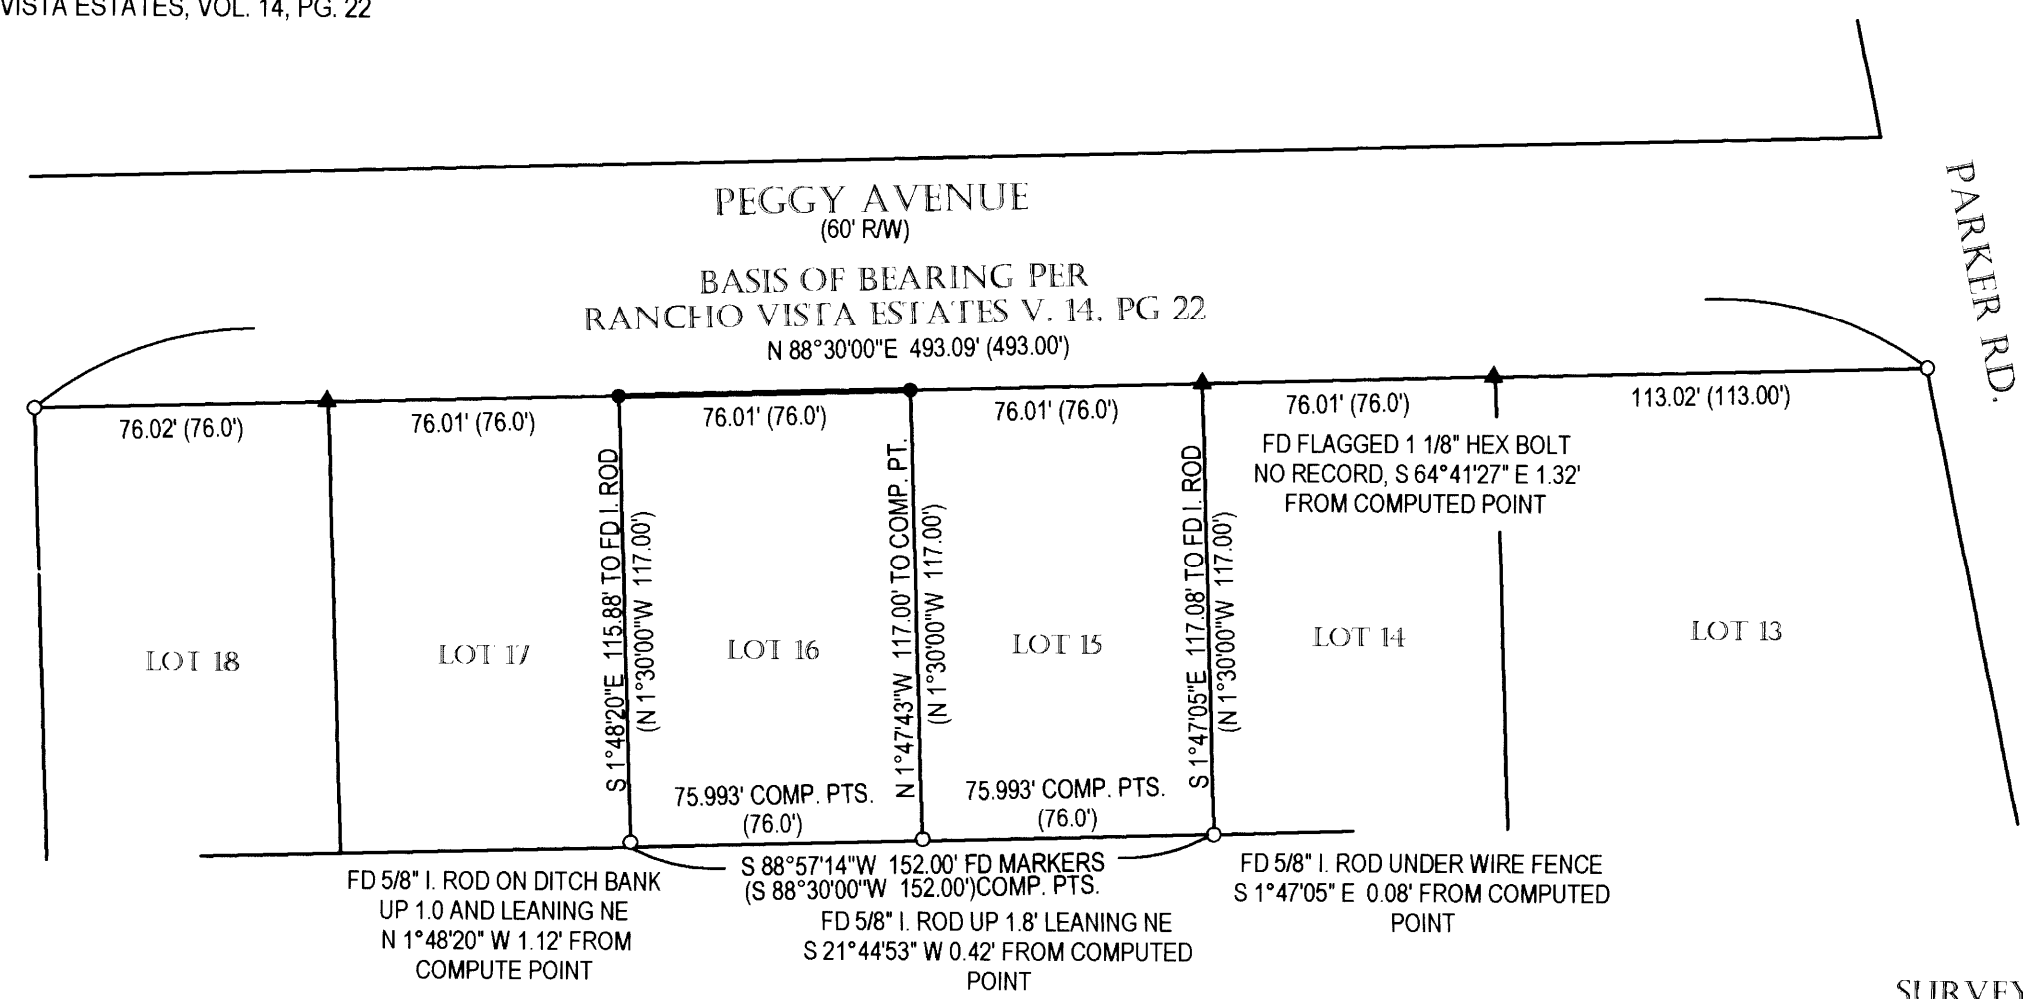 VISTA ESTATES, VOL. 14, PG. 22
PEGGY AVENUE
(60' R/W)
PARKER RD.
BASIS OF BEARING PER
RANCHO VISTA ESTATES V. 14, PG 22
N 88°30'00"E 493.09' (493.00')
76.02' (76.0')
76.01' (76.0')
76.01' (76.0')
76.01' (76.0')
76.01' (76.0')
113.02' (113.00')
FD FLAGGED 1 1/8" HEX BOLT
NO RECORD, S 64°41'27" E 1.32'
FROM COMPUTED POINT
S 1°48'20"E 115.88' TO FD I. ROD
(N 1°30'00"W 117.00')
N 1°47'43"W 117.00' TO COMP. PT.
(N 1°30'00"W 117.00')
S 1°47'05"E 117.08' TO FD I. ROD
(N 1°30'00"W 117.00')
LOT 18
LOT 17
LOT 16
LOT 15
LOT 14
LOT 13
75.993' COMP. PTS.
(76.0')
75.993' COMP. PTS.
(76.0')
S 88°57'14"W 152.00' FD MARKERS
(S 88°30'00"W 152.00')COMP. PTS.
FD 5/8" I. ROD ON DITCH BANK
UP 1.0 AND LEANING NE
N 1°48'20" W 1.12' FROM
COMPUTE POINT
FD 5/8" I. ROD UP 1.8' LEANING NE
S 21°44'53" W 0.42' FROM COMPUTED
POINT
FD 5/8" I. ROD UNDER WIRE FENCE
S 1°47'05" E 0.08' FROM COMPUTED
POINT
SURVEY